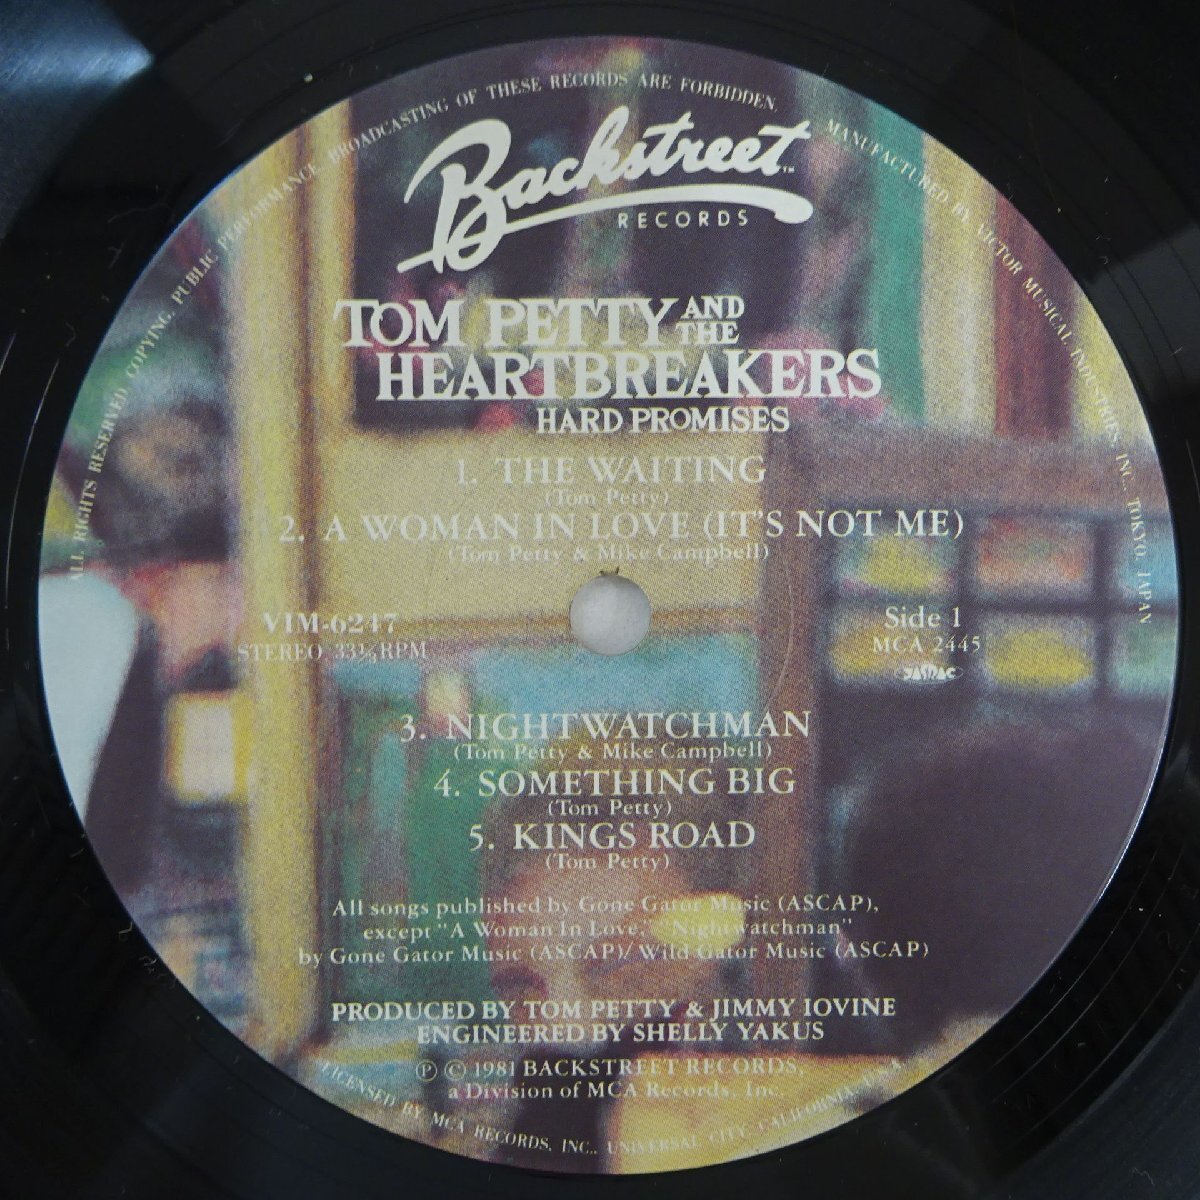 ALL RIGHTS RESERVED COPYING, PUBLIC PERFORMANCE, BROADCASTING OF THESE RECORDS ARE FORBIDDEN.
MANUFACTURED BY VICTOR MUSICAL INDUSTRIES, INC., TOKYO, JAPAN
Backstreet™
RECORDS
TOM PETTY AND THE
HEARTBREAKERS
HARD PROMISES
1. THE WAITING
(Tom Petty)
2. A WOMAN IN LOVE (IT'S NOT ME)
(Tom Petty & Mike Campbell)
VIM-6247
STEREO 33⅓RPM
Side 1
MCA 2445
JASRAC
3. NIGHTWATCHMAN
(Tom Petty & Mike Campbell)
4. SOMETHING BIG
(Tom Petty)
5. KINGS ROAD
(Tom Petty)
All songs published by Gone Gator Music (ASCAP),
except "A Woman In Love, Nightwatchman"
by Gone Gator Music (ASCAP)/ Wild Gator Music (ASCAP)
PRODUCED BY TOM PETTY & JIMMY IOVINE
ENGINEERED BY SHELLY YAKUS
Ⓟ © 1981 BACKSTREET RECORDS,
a Division of MCA Records, Inc.,
LICENSED BY MCA RECORDS, INC., UNIVERSAL CITY, CALIFORNIA, U.S.A.